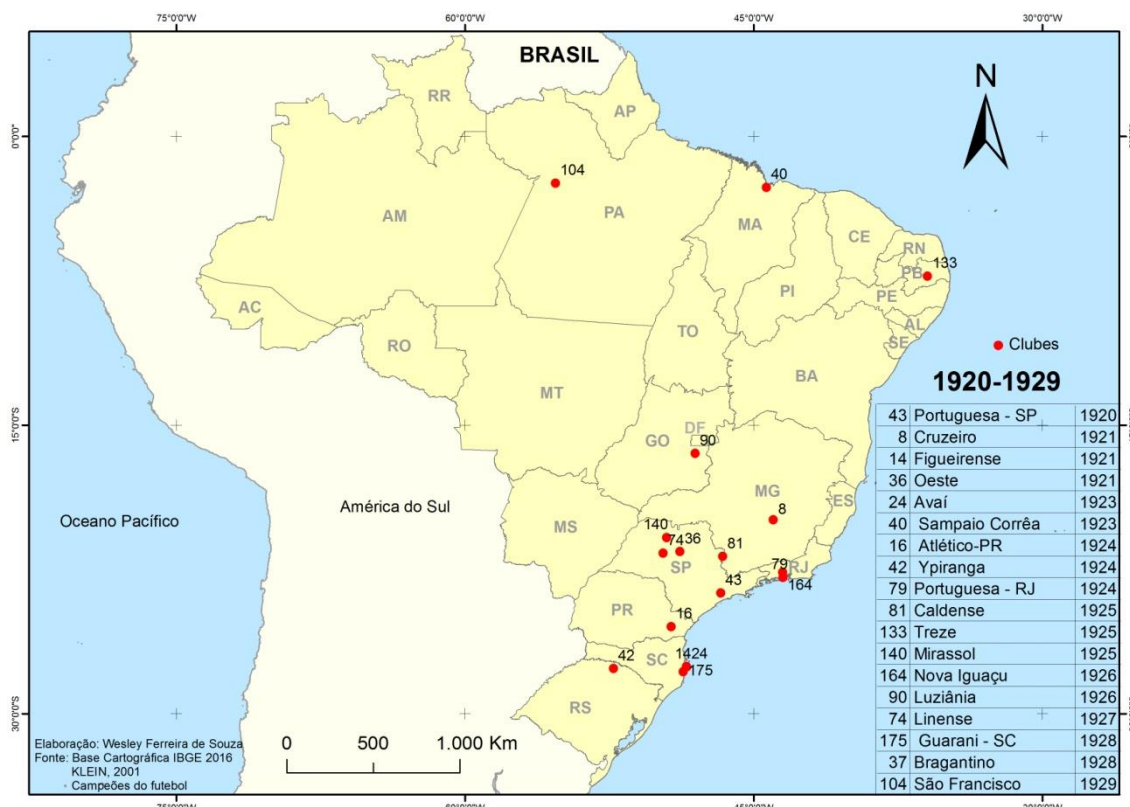 75°0'0"W 60°0'0"W 45°0'0"W 30°0'0"W
BRASIL
N
RR
AP
0°0'0"
104
40
AM
PA
MA
CE
RN
133
PB
PI
PE
AC
TO
AL
RO
SE
Clubes
BA
MT
1920-1929
GO
DF
90
MG
ES
América do Sul
Oceano Pacífico
MS
8
140
74 36
81
SP
79
RJ
164
43
PR
16
42
SC
1424
175
RS
43 Portuguesa - SP 1920
8 Cruzeiro 1921
14 Figueirense 1921
36 Oeste 1921
24 Avaí 1923
40 Sampaio Corrêa 1923
16 Atlético-PR 1924
42 Ypiranga 1924
79 Portuguesa - RJ 1924
81 Caldense 1925
133 Treze 1925
140 Mirassol 1925
164 Nova Iguaçu 1926
90 Luziânia 1926
74 Linense 1927
175 Guarani - SC 1928
37 Bragantino 1928
104 São Francisco 1929
15°0'0"S
30°0'0"S
0 500 1.000 Km
Elaboração: Wesley Ferreira de Souza
Fonte: Base Cartográfica IBGE 2016
KLEIN, 2001
Campeões do futebol
60°0'0"W 45°0'0"W